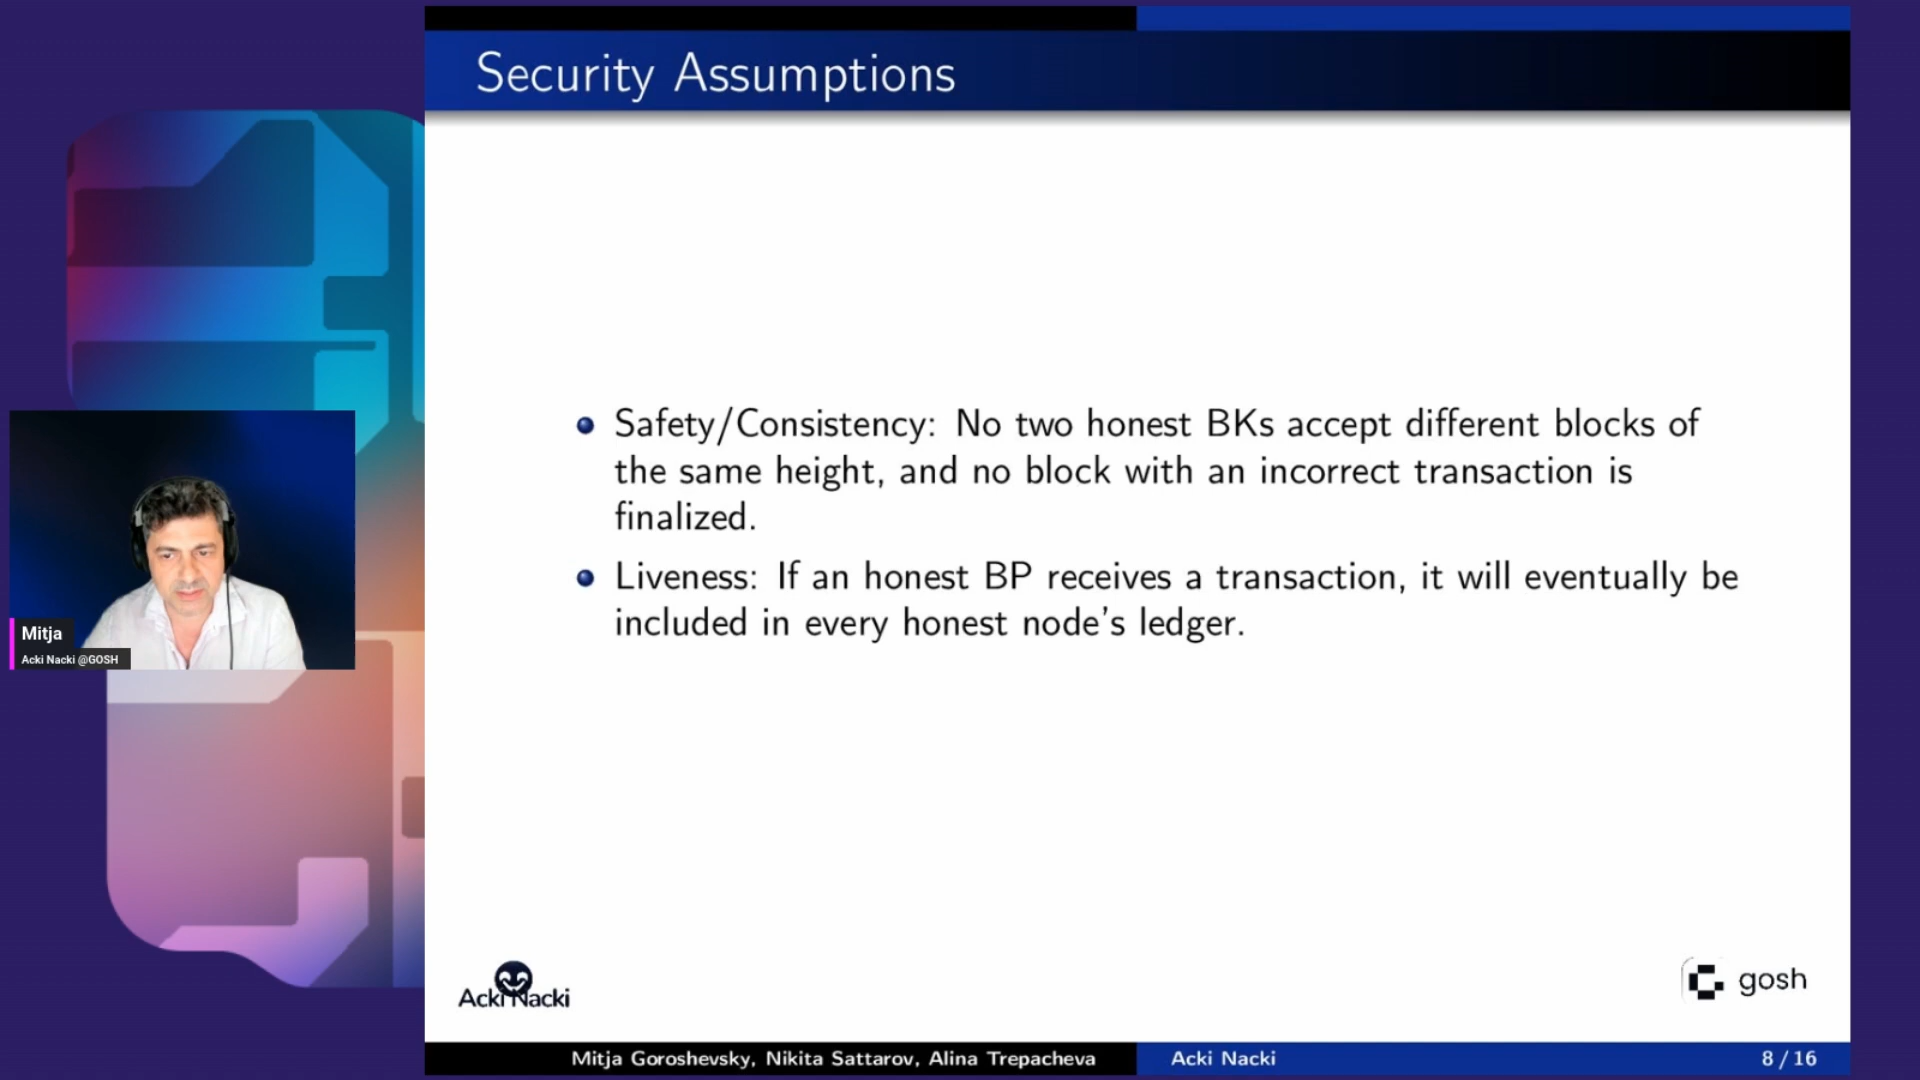 Security Assumptions
Safety/Consistency: No two honest BKs accept different blocks of
the same height, and no block with an incorrect transaction is
finalized.
Liveness: If an honest BP receives a transaction, it will eventually be
included in every honest node's ledger.
Mitja
Acki Nacki @GOSH
Acki Nacki
gosh
Mitja Goroshevsky, Nikita Sattarov, Alina Trepacheva
Acki Nacki
8 / 16